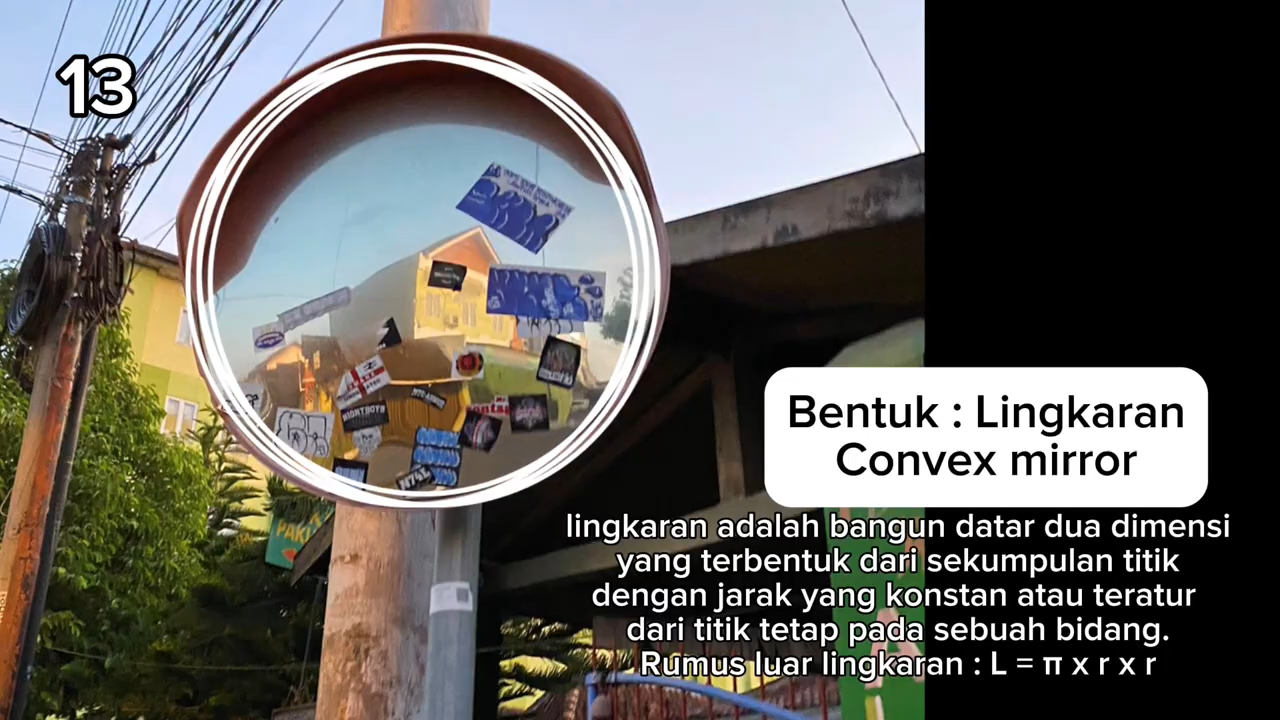 13
NIGHTBOYS
PAKI
Bentuk : Lingkaran
Convex mirror
lingkaran adalah bangun datar dua dimensi
yang terbentuk dari sekumpulan titik
dengan jarak yang konstan atau teratur
dari titik tetap pada sebuah bidang.
Rumus luar lingkaran : L = π x r x r